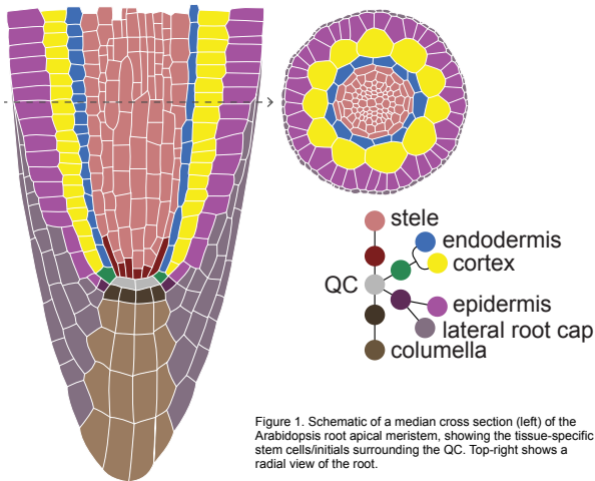 stele
endodermis
cortex
QC
epidermis
lateral root cap
columella
Figure 1. Schematic of a median cross section (left) of the
Arabidopsis root apical meristem, showing the tissue-specific
stem cells/initials surrounding the QC. Top-right shows a
radial view of the root.